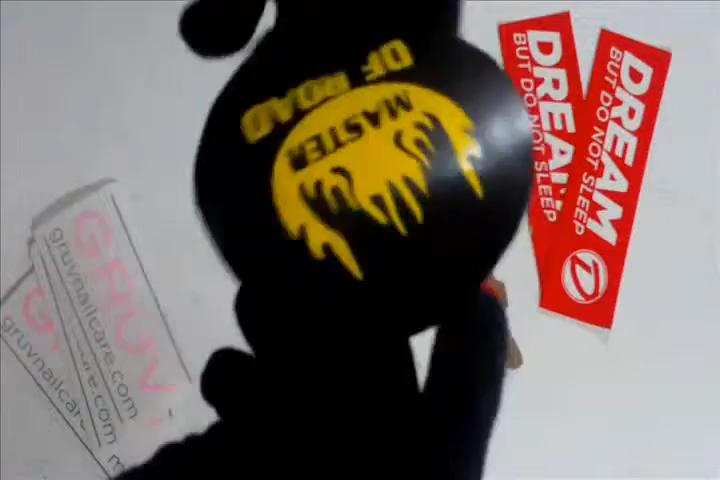 OF ROAD
MASTER
DREAM
BUT DO NOT SLEEP
DREAM
BUT DO NOT SLEEP
GRUV
gruvnailcare.com
gruvnailcare.com